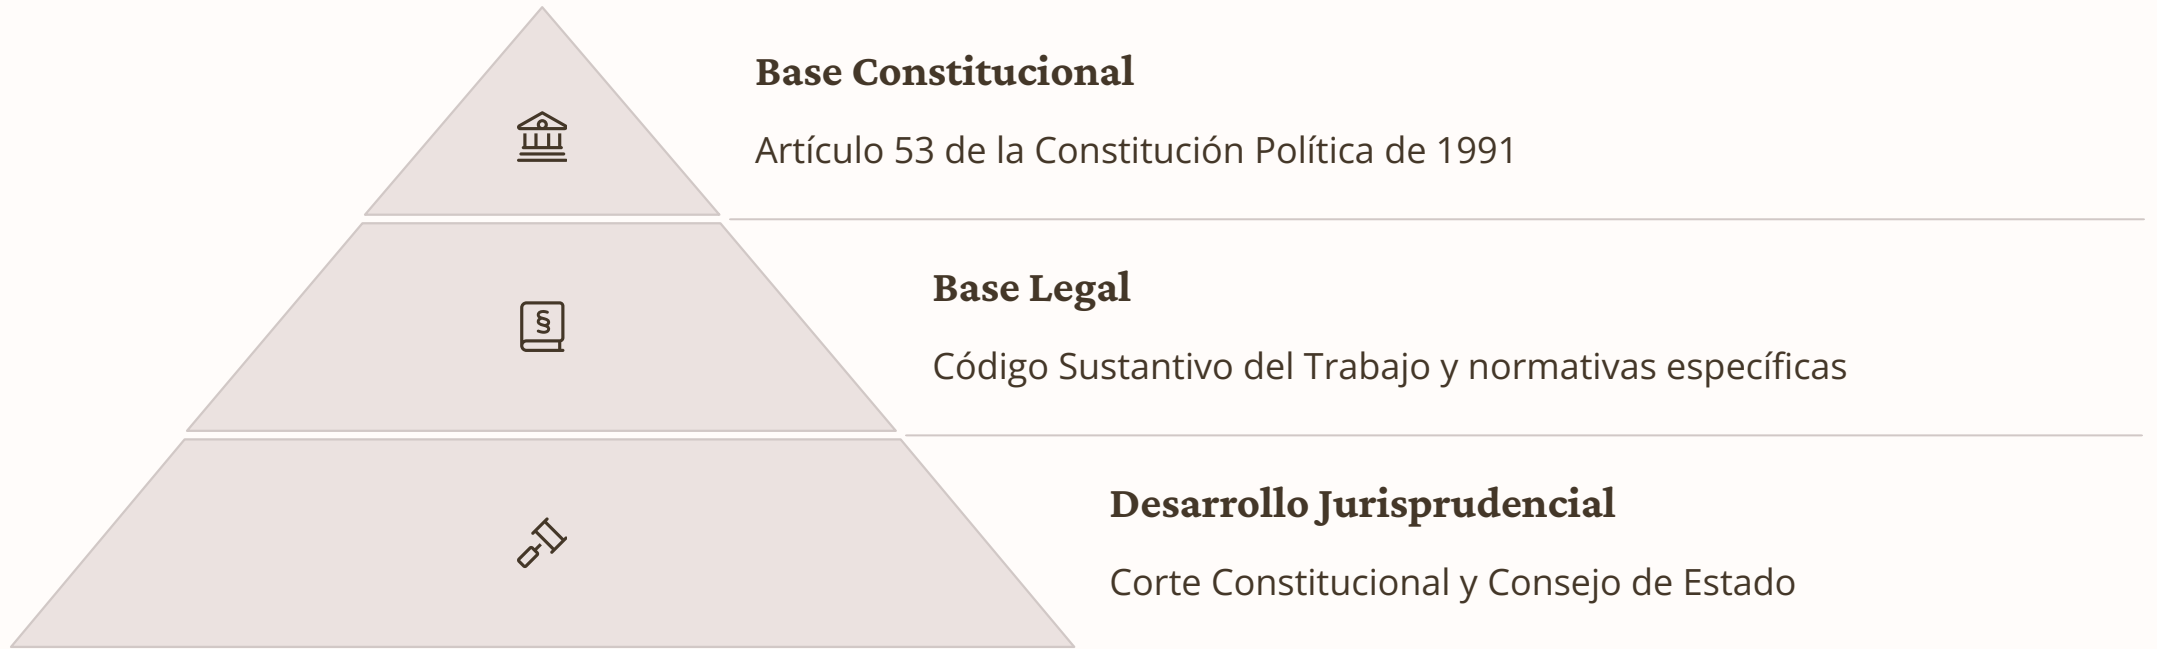 Base Constitucional
Artículo 53 de la Constitución Política de 1991
§
Base Legal
Código Sustantivo del Trabajo y normativas específicas
Desarrollo Jurisprudencial
Corte Constitucional y Consejo de Estado